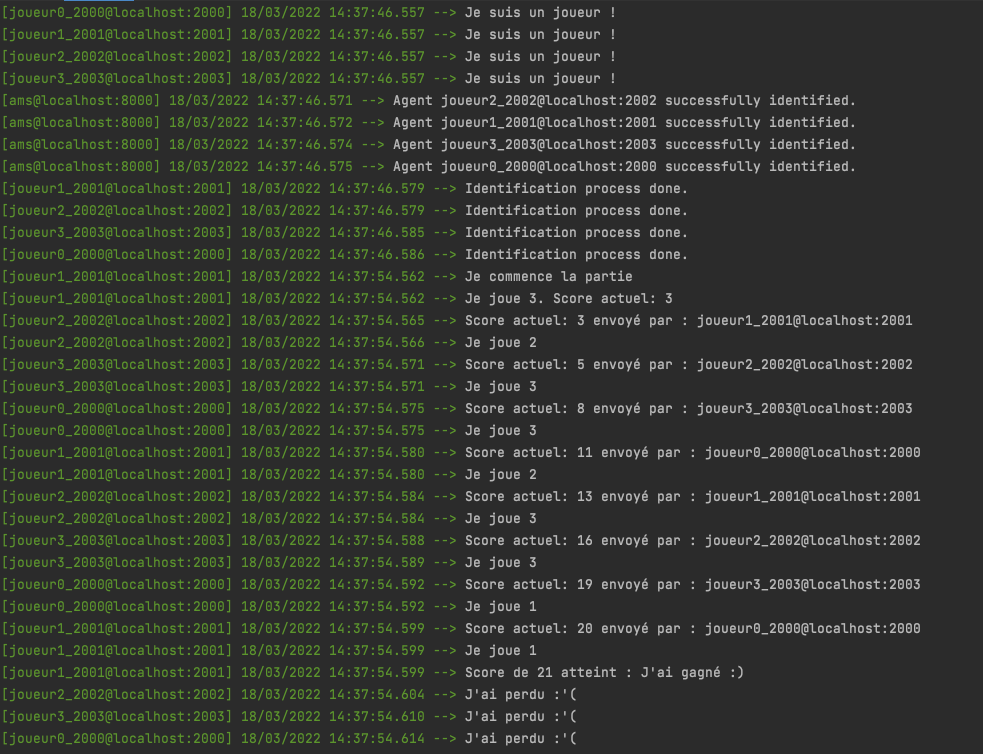 [joueur0_2000@localhost:2000] 18/03/2022 14:37:46.557 --> Je suis un joueur !
[joueur1_2001@localhost:2001] 18/03/2022 14:37:46.557 --> Je suis un joueur !
[joueur2_2002@localhost:2002] 18/03/2022 14:37:46.557 --> Je suis un joueur !
[joueur3_2003@localhost:2003] 18/03/2022 14:37:46.557 --> Je suis un joueur !
[ams@localhost:8000] 18/03/2022 14:37:46.571 --> Agent joueur2_2002@localhost:2002 successfully identified.
[ams@localhost:8000] 18/03/2022 14:37:46.572 --> Agent joueur1_2001@localhost:2001 successfully identified.
[ams@localhost:8000] 18/03/2022 14:37:46.574 --> Agent joueur3_2003@localhost:2003 successfully identified.
[ams@localhost:8000] 18/03/2022 14:37:46.575 --> Agent joueur0_2000@localhost:2000 successfully identified.
[joueur1_2001@localhost:2001] 18/03/2022 14:37:46.579 --> Identification process done.
[joueur2_2002@localhost:2002] 18/03/2022 14:37:46.579 --> Identification process done.
[joueur3_2003@localhost:2003] 18/03/2022 14:37:46.585 --> Identification process done.
[joueur0_2000@localhost:2000] 18/03/2022 14:37:46.586 --> Identification process done.
[joueur1_2001@localhost:2001] 18/03/2022 14:37:54.562 --> Je commence la partie
[joueur1_2001@localhost:2001] 18/03/2022 14:37:54.562 --> Je joue 3. Score actuel: 3
[joueur2_2002@localhost:2002] 18/03/2022 14:37:54.565 --> Score actuel: 3 envoyé par : joueur1_2001@localhost:2001
[joueur2_2002@localhost:2002] 18/03/2022 14:37:54.566 --> Je joue 2
[joueur3_2003@localhost:2003] 18/03/2022 14:37:54.571 --> Score actuel: 5 envoyé par : joueur2_2002@localhost:2002
[joueur3_2003@localhost:2003] 18/03/2022 14:37:54.571 --> Je joue 3
[joueur0_2000@localhost:2000] 18/03/2022 14:37:54.575 --> Score actuel: 8 envoyé par : joueur3_2003@localhost:2003
[joueur0_2000@localhost:2000] 18/03/2022 14:37:54.575 --> Je joue 3
[joueur1_2001@localhost:2001] 18/03/2022 14:37:54.580 --> Score actuel: 11 envoyé par : joueur0_2000@localhost:2000
[joueur1_2001@localhost:2001] 18/03/2022 14:37:54.580 --> Je joue 2
[joueur2_2002@localhost:2002] 18/03/2022 14:37:54.584 --> Score actuel: 13 envoyé par : joueur1_2001@localhost:2001
[joueur2_2002@localhost:2002] 18/03/2022 14:37:54.584 --> Je joue 3
[joueur3_2003@localhost:2003] 18/03/2022 14:37:54.588 --> Score actuel: 16 envoyé par : joueur2_2002@localhost:2002
[joueur3_2003@localhost:2003] 18/03/2022 14:37:54.589 --> Je joue 3
[joueur0_2000@localhost:2000] 18/03/2022 14:37:54.592 --> Score actuel: 19 envoyé par : joueur3_2003@localhost:2003
[joueur0_2000@localhost:2000] 18/03/2022 14:37:54.592 --> Je joue 1
[joueur1_2001@localhost:2001] 18/03/2022 14:37:54.599 --> Score actuel: 20 envoyé par : joueur0_2000@localhost:2000
[joueur1_2001@localhost:2001] 18/03/2022 14:37:54.599 --> Je joue 1
[joueur1_2001@localhost:2001] 18/03/2022 14:37:54.599 --> Score de 21 atteint : J'ai gagné :)
[joueur2_2002@localhost:2002] 18/03/2022 14:37:54.604 --> J'ai perdu :'(
[joueur3_2003@localhost:2003] 18/03/2022 14:37:54.610 --> J'ai perdu :'(
[joueur0_2000@localhost:2000] 18/03/2022 14:37:54.614 --> J'ai perdu :'(